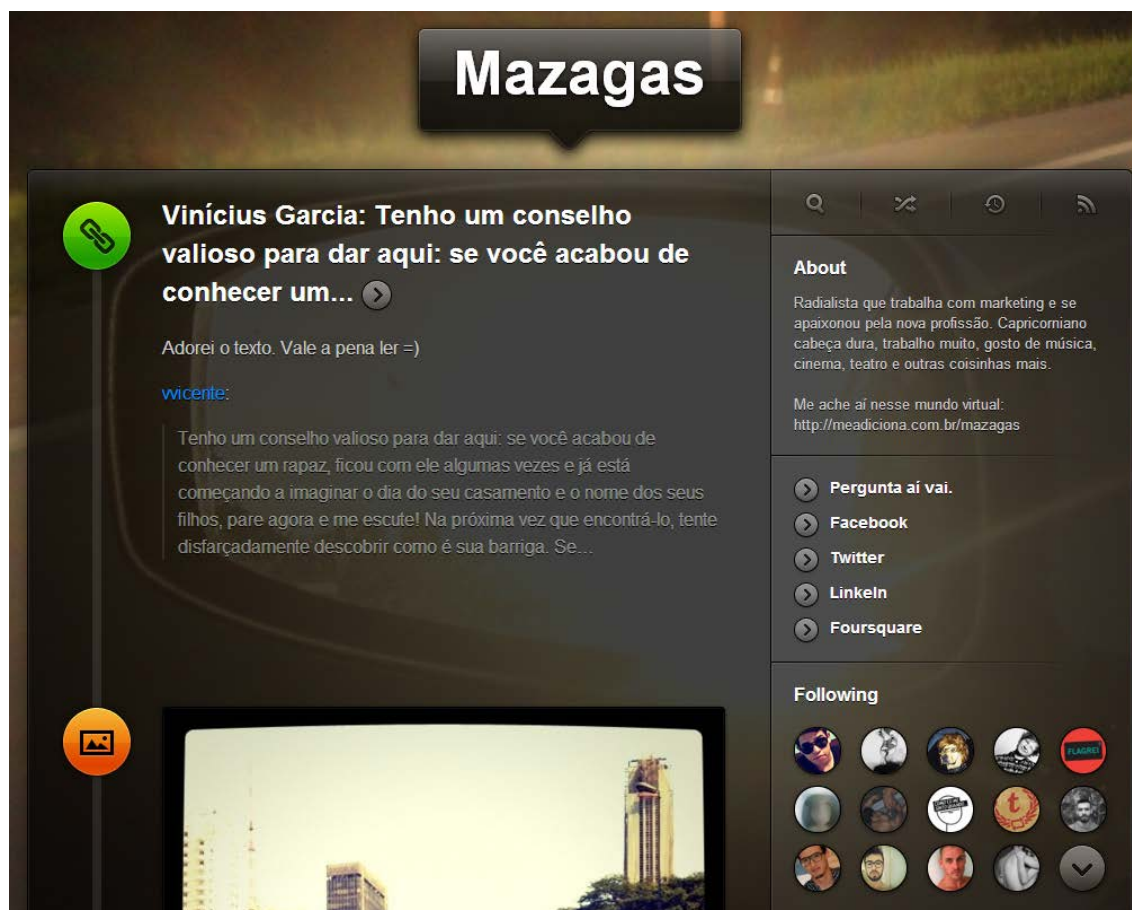 Mazagas
Vinícius Garcia: Tenho um conselho
valioso para dar aqui: se você acabou de
conhecer um...
Adorei o texto. Vale a pena ler =)
vvicente:
Tenho um conselho valioso para dar aqui: se você acabou de
conhecer um rapaz, ficou com ele algumas vezes e já está
começando a imaginar o dia do seu casamento e o nome dos seus
filhos, pare agora e me escute! Na próxima vez que encontrá-lo, tente
disfarçadamente descobrir como é sua barriga. Se...
About
Radialista que trabalha com marketing e se
apaixonou pela nova profissão. Capricorniano
cabeça dura, trabalho muito, gosto de música,
cinema, teatro e outras coisinhas mais.
Me ache aí nesse mundo virtual:
http://meadiciona.com.br/mazagas
Pergunta aí vai.
Facebook
Twitter
LinkeIn
Foursquare
Following
FLAGREI
t